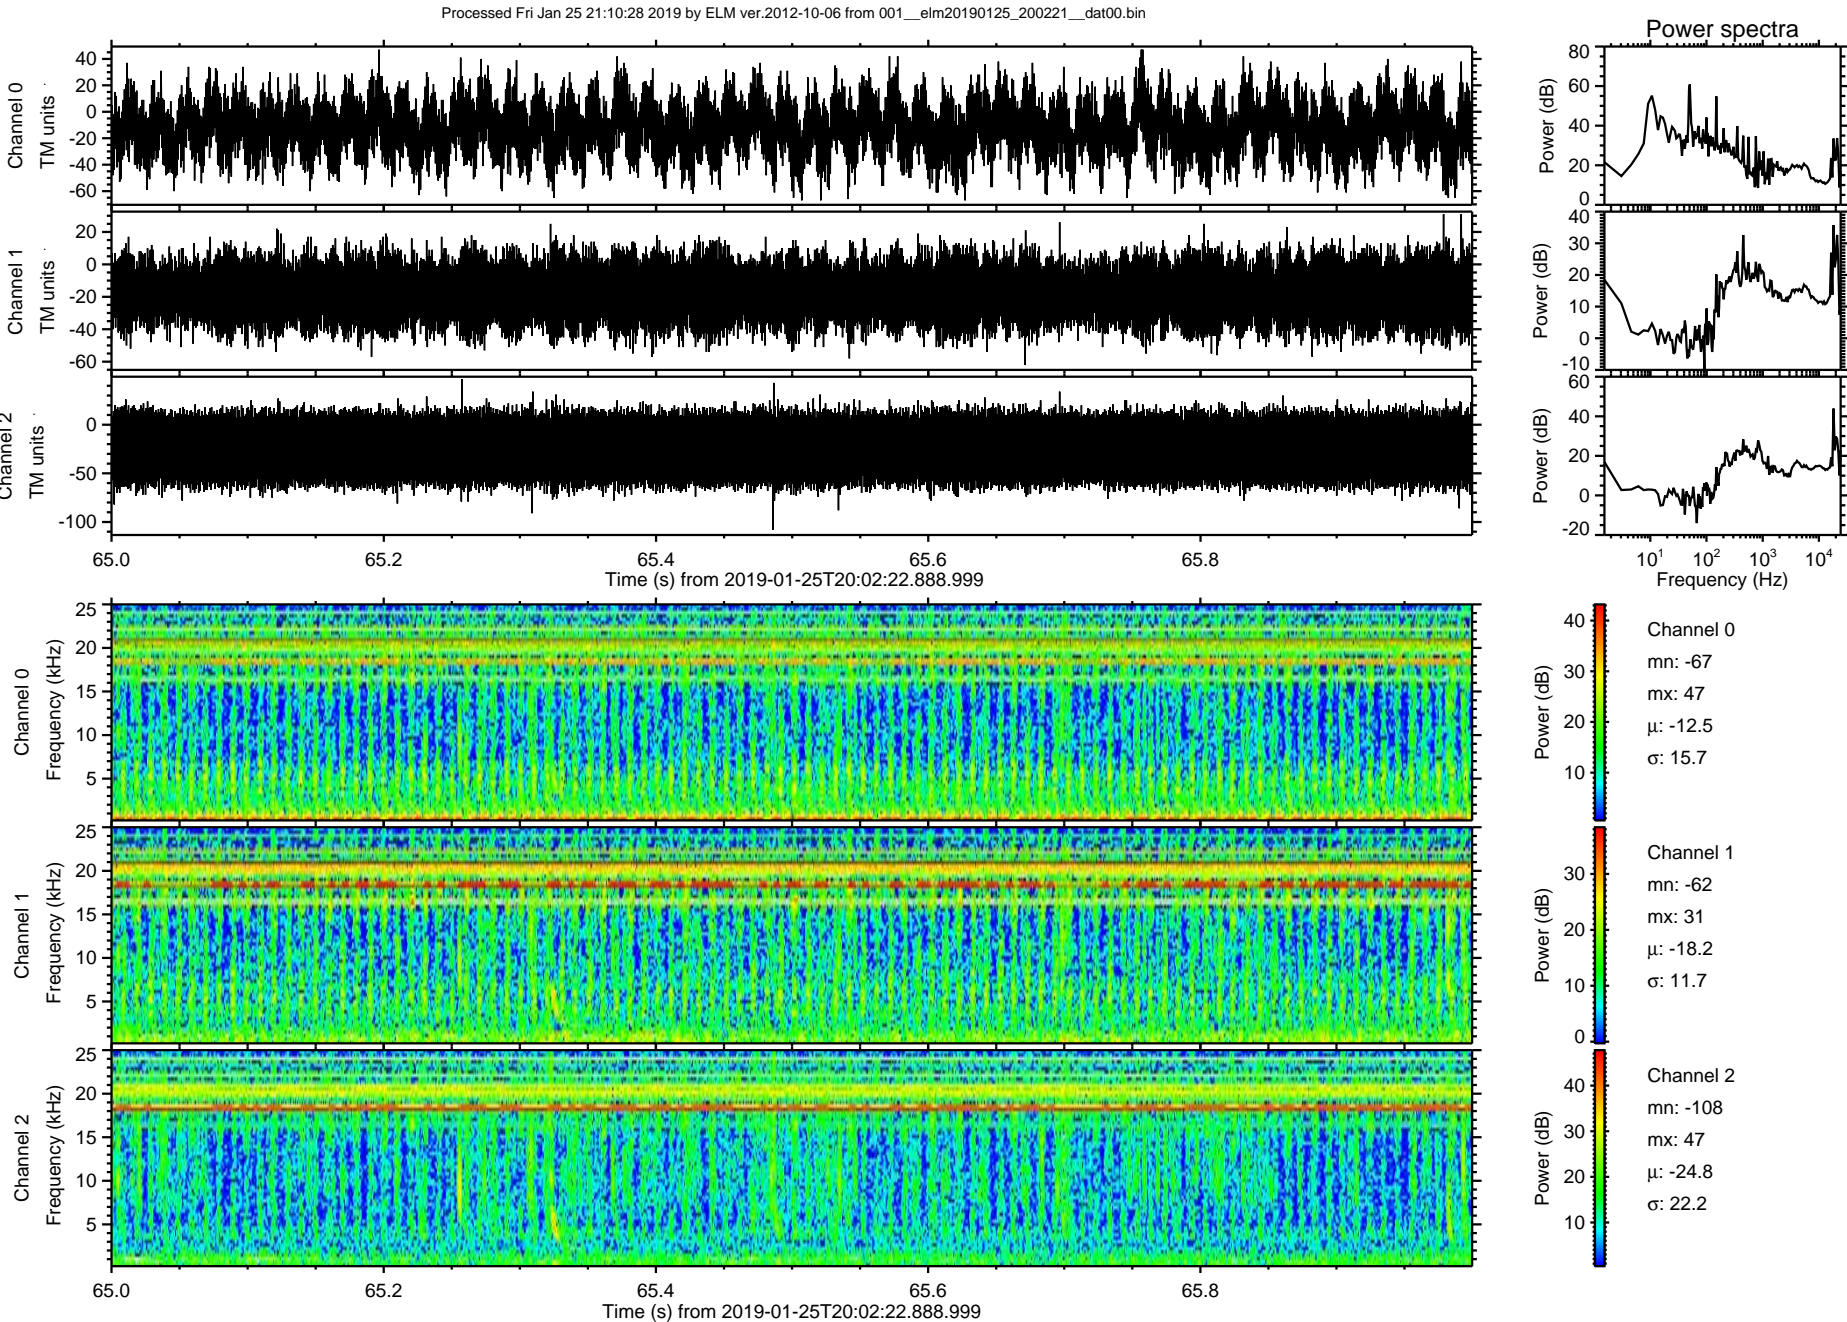 Processed Fri Jan 25 21:10:28 2019 by ELM ver.2012-10-06 from 001__elm20190125_200221__dat00.bin
Power spectra
Channel 0
TM units
40
20
0
-20
-40
-60
Power (dB)
80
60
40
20
0
Channel 1
TM units
20
0
-20
-40
-60
Power (dB)
40
30
20
10
0
-10
Channel 2
TM units
0
-50
-100
Power (dB)
60
40
20
0
-20
65.0 65.2 65.4 65.6 65.8
Time (s) from 2019-01-25T20:02:22.888.999
10^1 10^2 10^3 10^4
Frequency (Hz)
Channel 0
Frequency (kHz)
25
20
15
10
5
Power (dB)
40
30
20
10
Channel 0
mn: -67
mx: 47
μ: -12.5
σ: 15.7
Channel 1
Frequency (kHz)
25
20
15
10
5
Power (dB)
30
20
10
0
Channel 1
mn: -62
mx: 31
μ: -18.2
σ: 11.7
Channel 2
Frequency (kHz)
25
20
15
10
5
Power (dB)
40
30
20
10
Channel 2
mn: -108
mx: 47
μ: -24.8
σ: 22.2
65.0 65.2 65.4 65.6 65.8
Time (s) from 2019-01-25T20:02:22.888.999